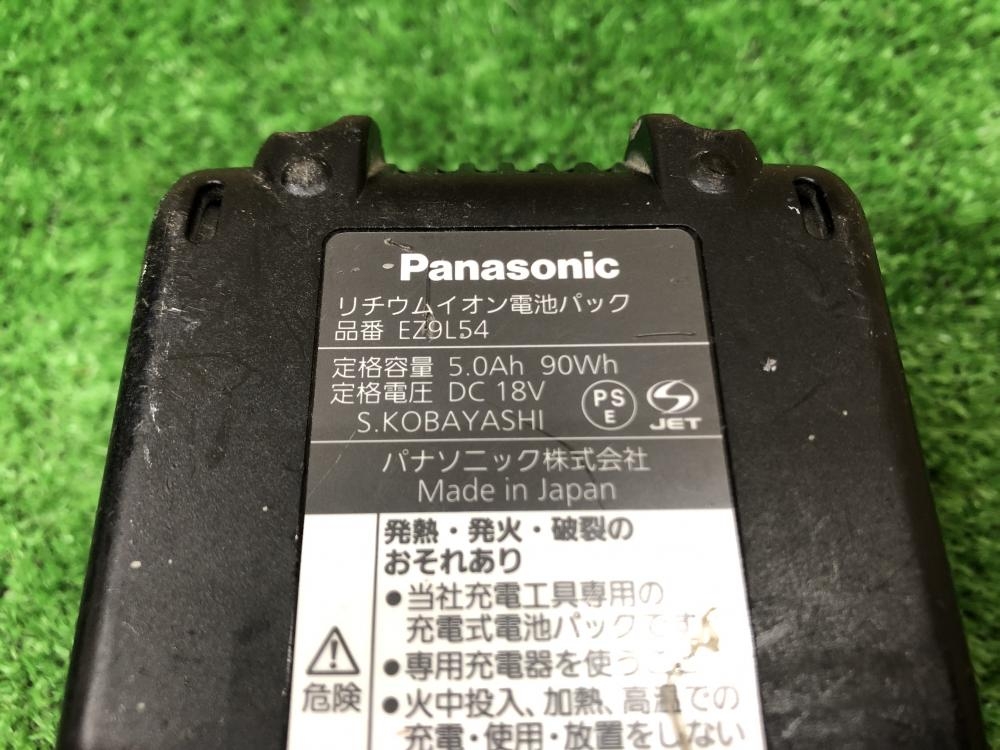 Panasonic
リチウムイオン電池パック
品番 EZ9L54
定格容量 5.0Ah 90Wh
定格電圧 DC 18V
S.KOBAYASHI
PS
E
JET
パナソニック株式会社
Made in Japan
発熱・発火・破裂の
おそれあり
●当社充電工具専用の
充電式電池パックです
●専用充電器を使うこと
危険
●火中投入、加熱、高温での
充電・使用・放置をしない